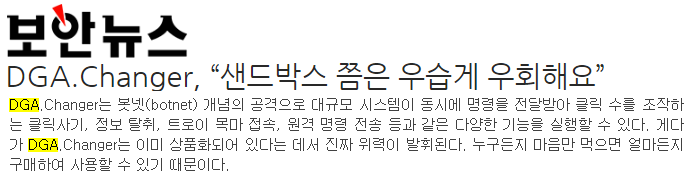 보안뉴스
DGA.Changer, “샌드박스 쯤은 우습게 우회해요”
DGA.Changer는 봇넷(botnet) 개념의 공격으로 대규모 시스템이 동시에 명령을 전달받아 클릭 수를 조작하
는 클릭사기, 정보 탈취, 트로이 목마 접속, 원격 명령 전송 등과 같은 다양한 기능을 실행할 수 있다. 게다
가 DGA.Changer는 이미 상품화되어 있다는 데서 진짜 위력이 발휘된다. 누구든지 마음만 먹으면 얼마든지
구매하여 사용할 수 있기 때문이다.